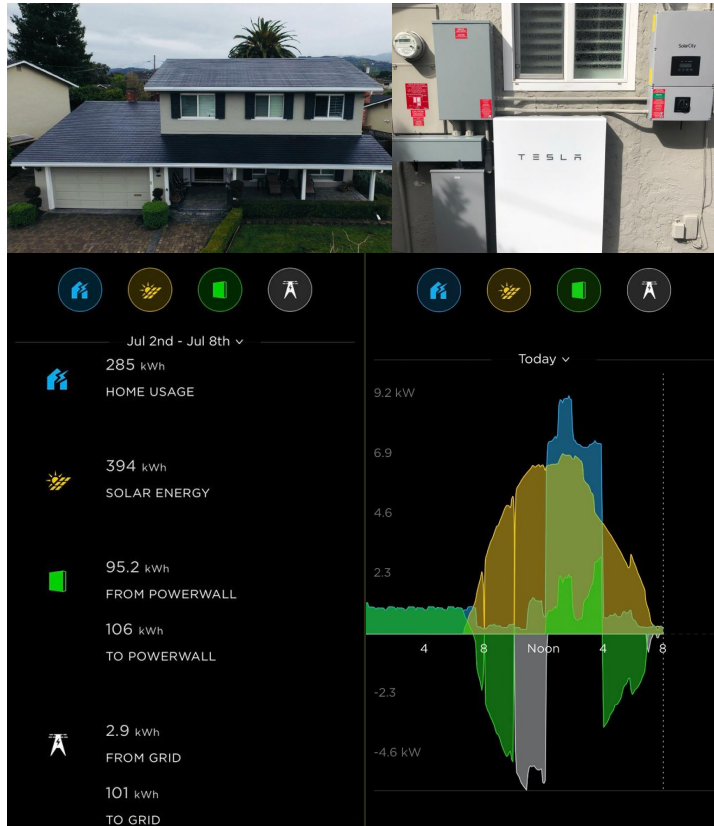 SolarCity
TESLA
Jul 2nd - Jul 8th
285 kWh
HOME USAGE
394 kWh
SOLAR ENERGY
95.2 kWh
FROM POWERWALL
106 kWh
TO POWERWALL
2.9 kWh
FROM GRID
101 kWh
TO GRID
Today
9.2 kW
6.9
4.6
2.3
4 8 Noon 4 8
-2.3
-4.6 kW